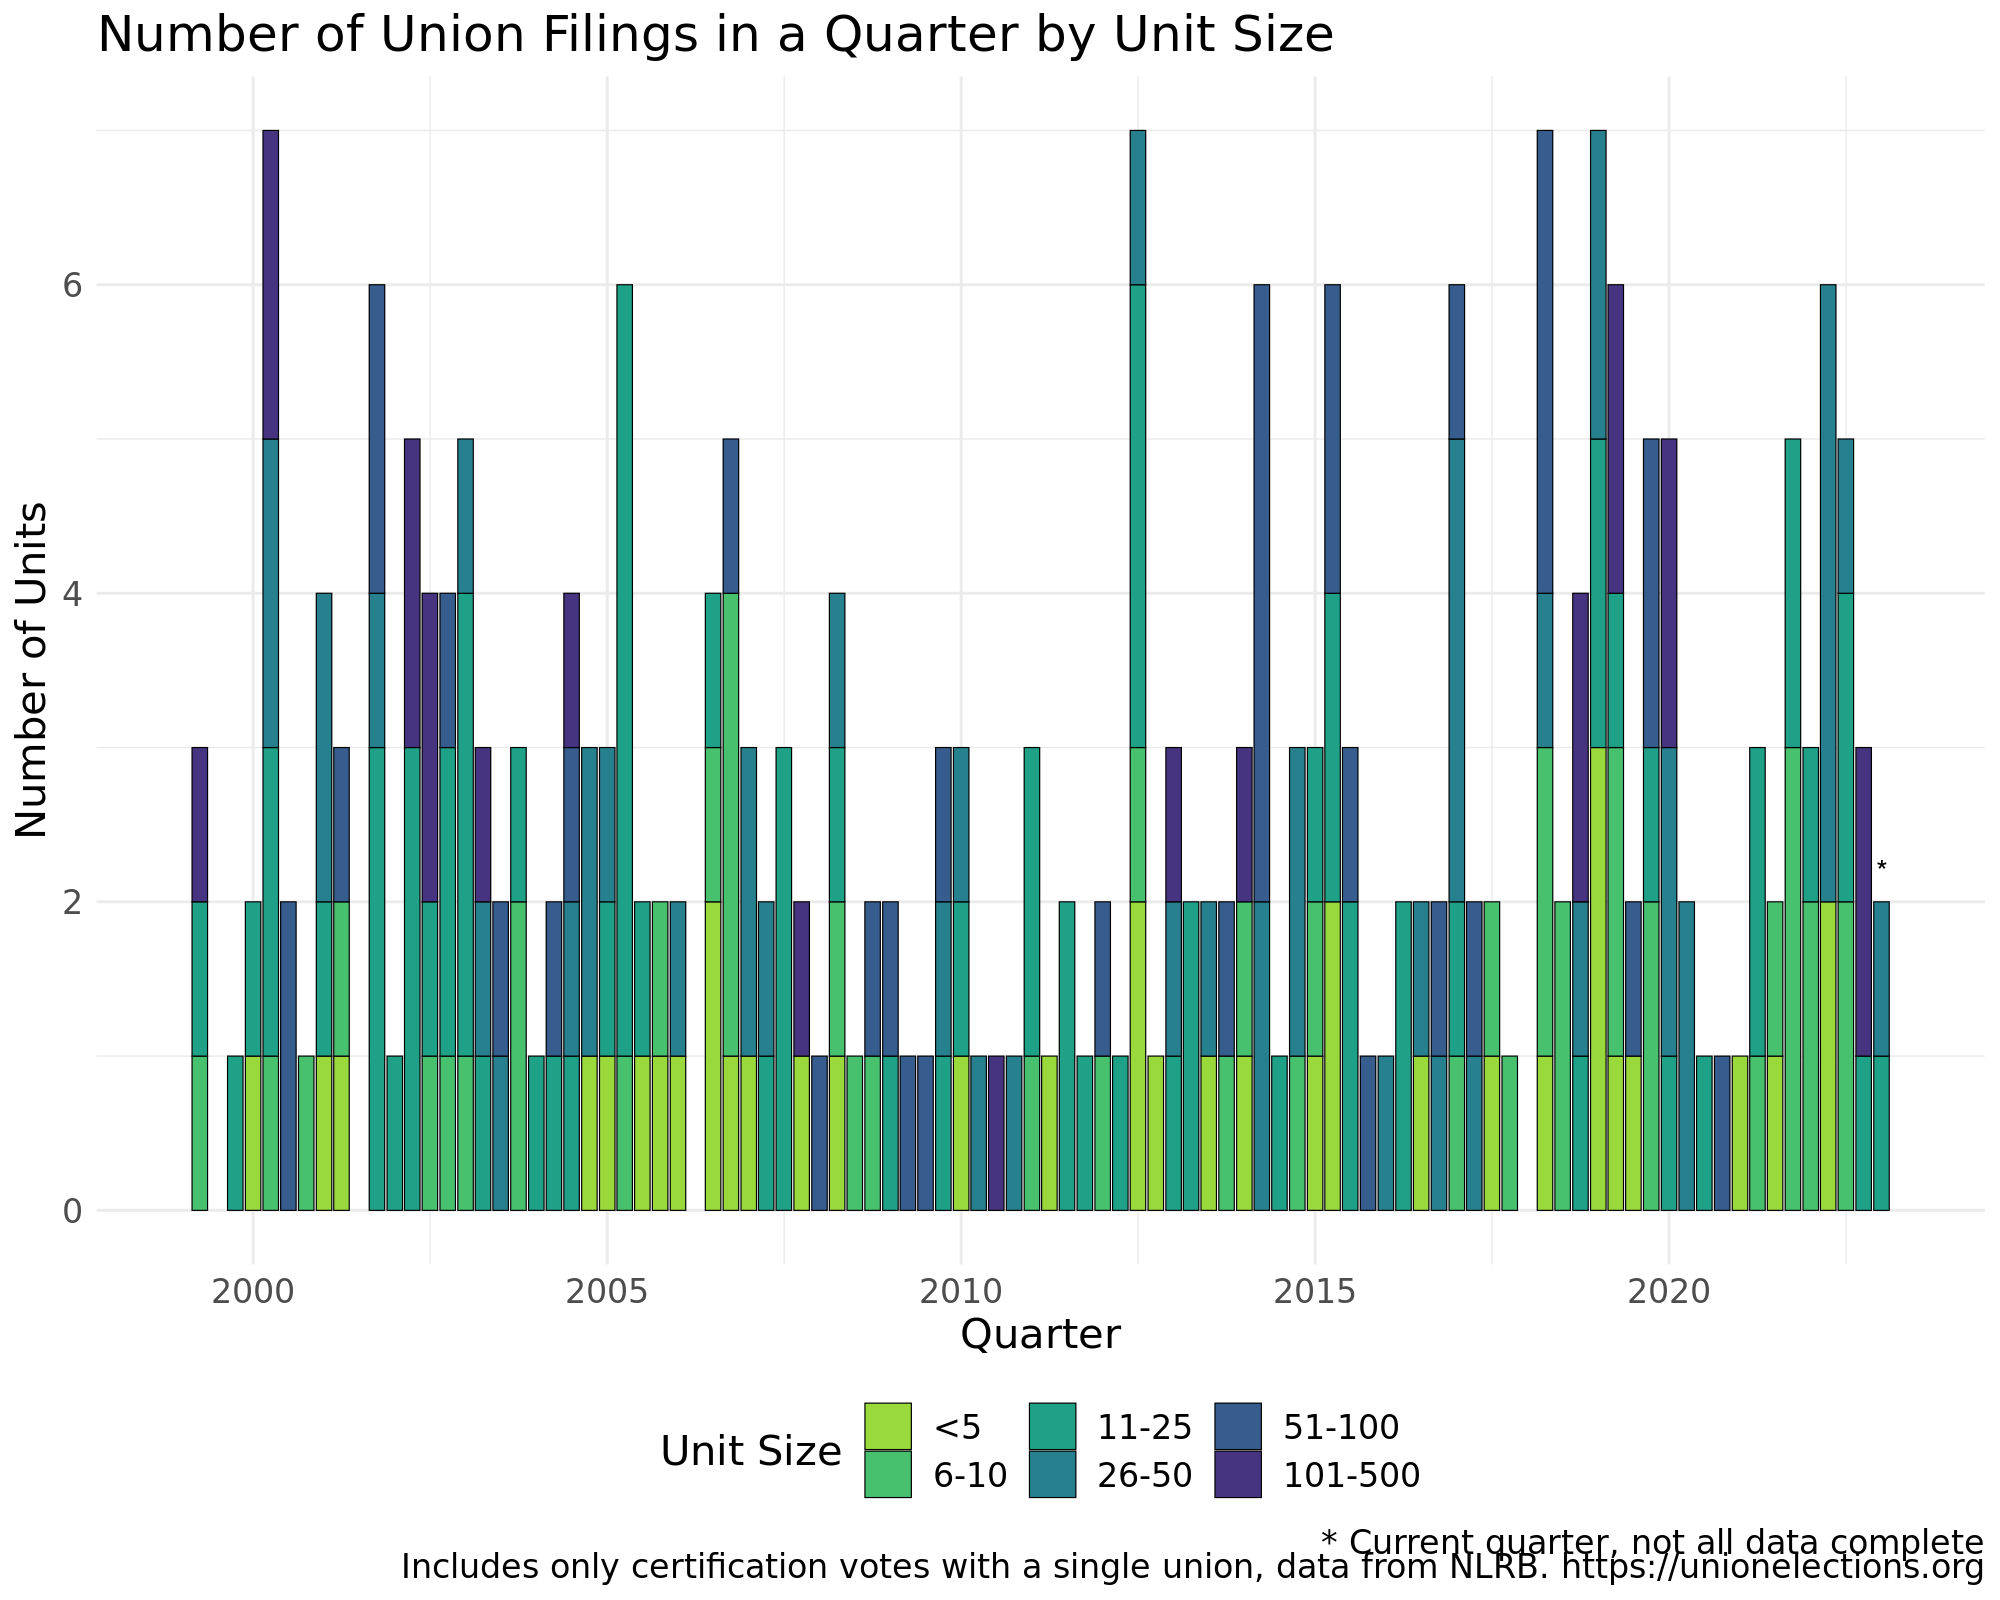 Number of Union Filings in a Quarter by Unit Size
Number of Units
6
4
2
0
*
2000 2005 2010 2015 2020
Quarter
Unit Size
<5 11-25 51-100
6-10 26-50 101-500
* Current quarter, not all data complete
Includes only certification votes with a single union, data from NLRB. https://unionelections.org